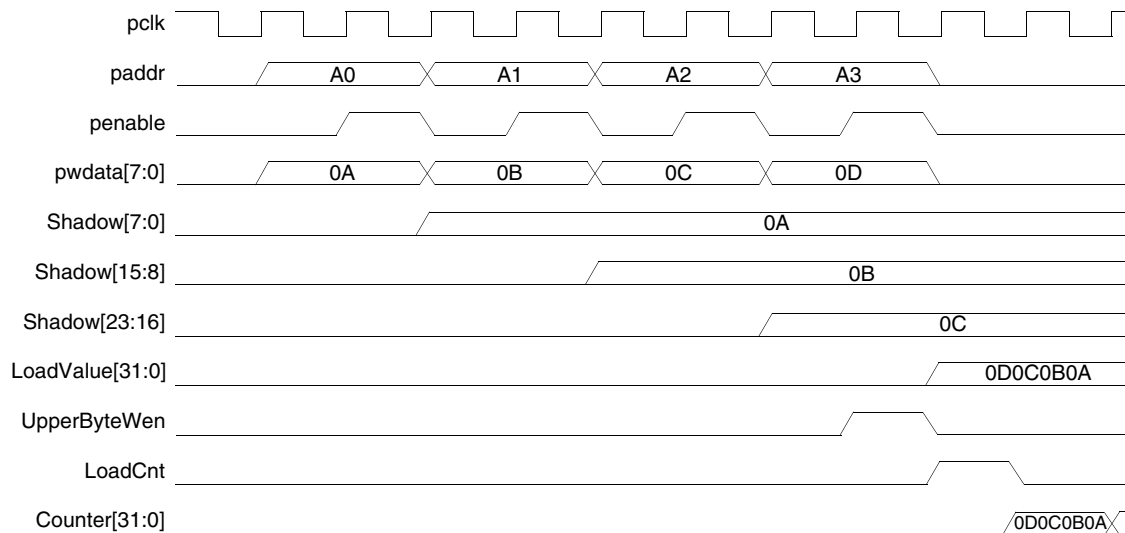 pclk
paddr A0 A1 A2 A3
penable
pwdata[7:0] 0A 0B 0C 0D
Shadow[7:0] 0A
Shadow[15:8] 0B
Shadow[23:16] 0C
LoadValue[31:0] 0D0C0B0A
UpperByteWen
LoadCnt
Counter[31:0] 0D0C0B0A